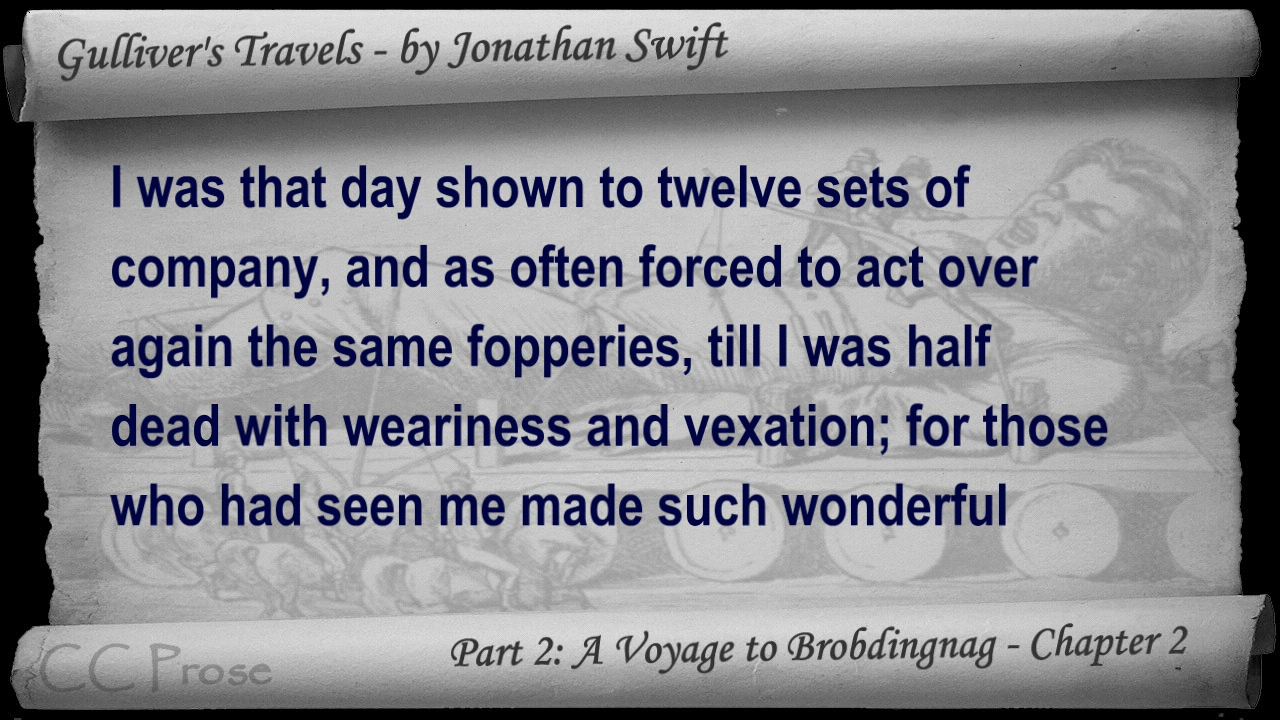 Gulliver's Travels - by Jonathan Swift
I was that day shown to twelve sets of
company, and as often forced to act over
again the same fopperies, till I was half
dead with weariness and vexation; for those
who had seen me made such wonderful
Part 2: A Voyage to Brobdingnag - Chapter 2
CC Prose